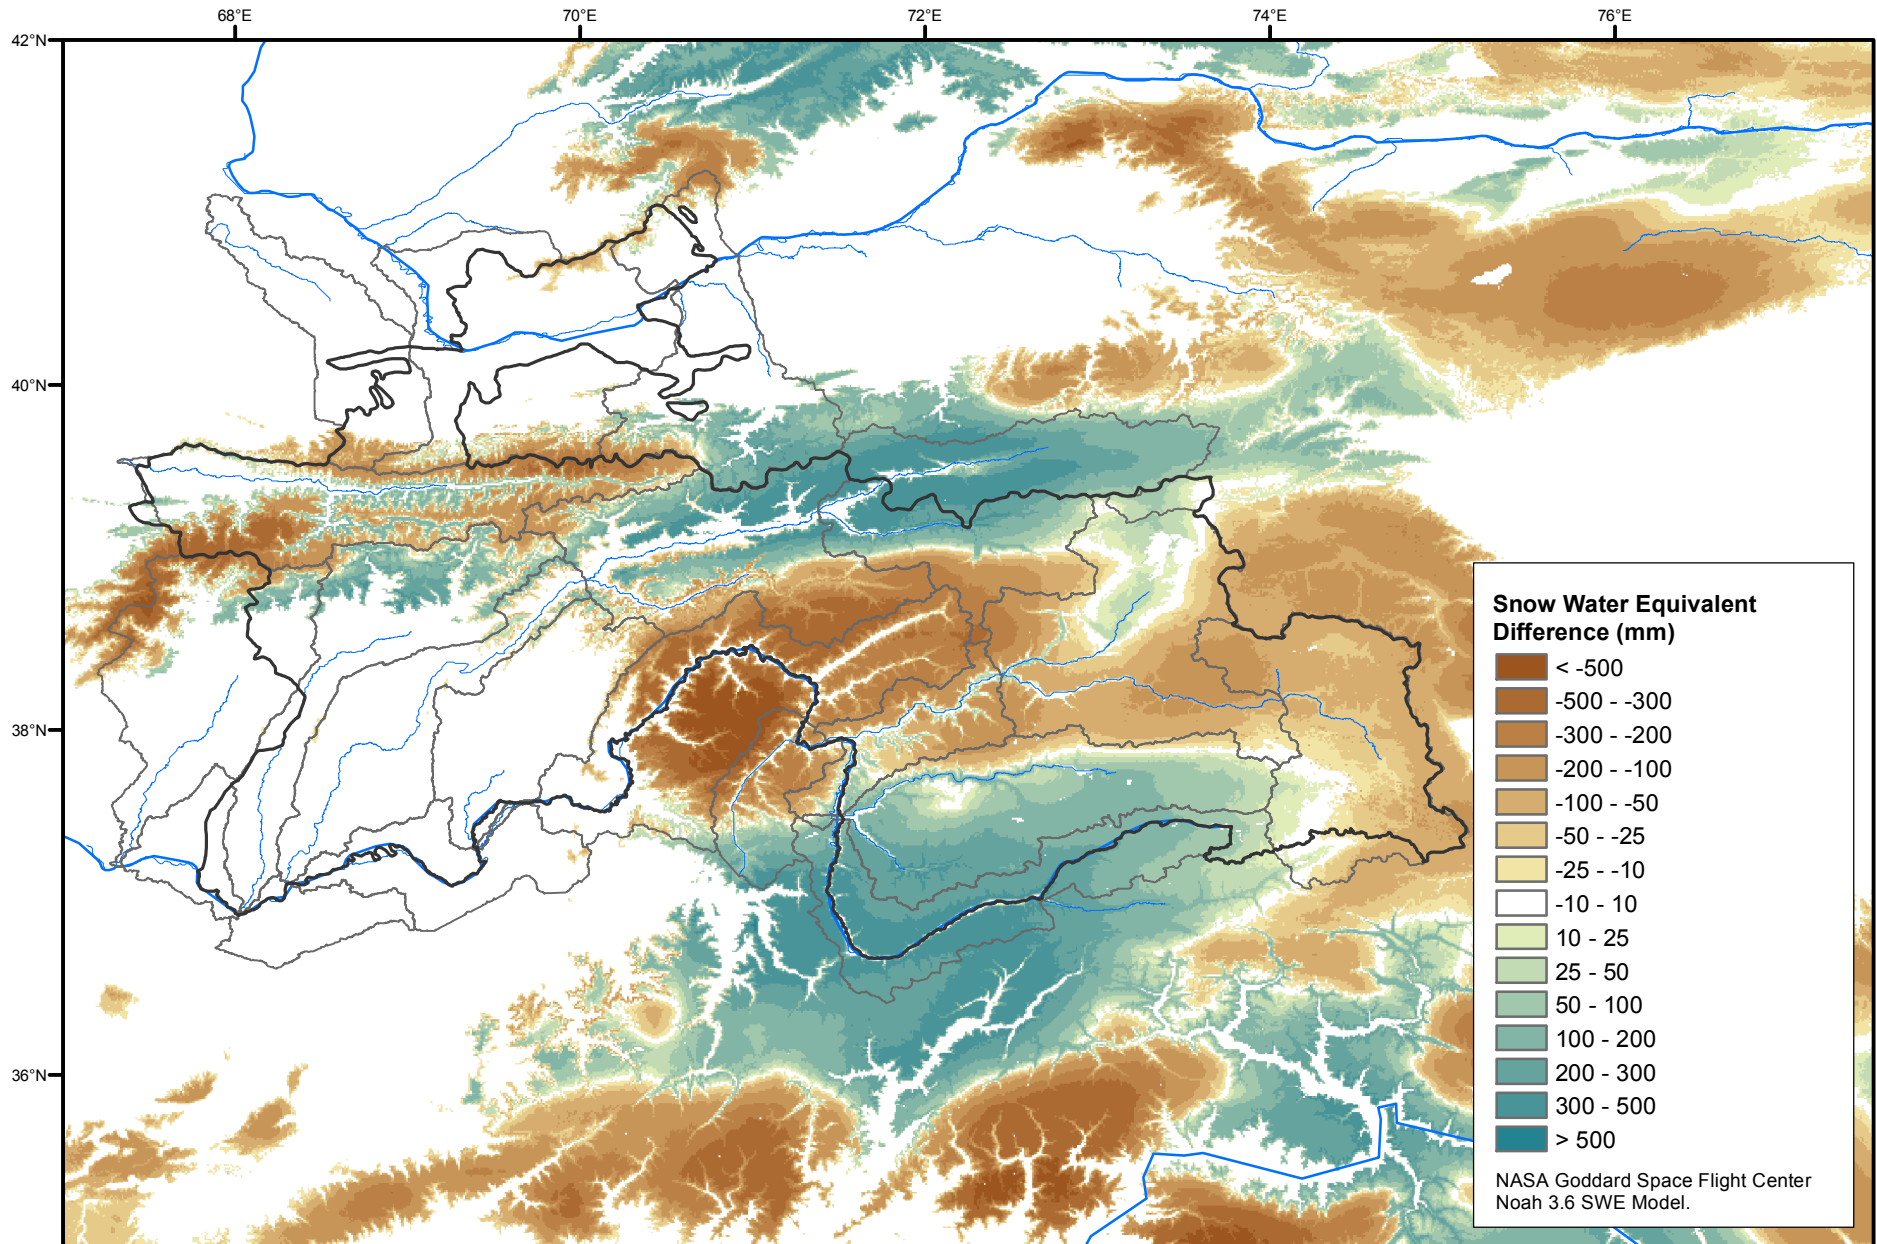 68°E 70°E 72°E 74°E 76°E
42°N
40°N
38°N
36°N
Snow Water Equivalent
Difference (mm)
< -500
-500 - -300
-300 - -200
-200 - -100
-100 - -50
-50 - -25
-25 - -10
-10 - 10
10 - 25
25 - 50
50 - 100
100 - 200
200 - 300
300 - 500
> 500
NASA Goddard Space Flight Center
Noah 3.6 SWE Model.